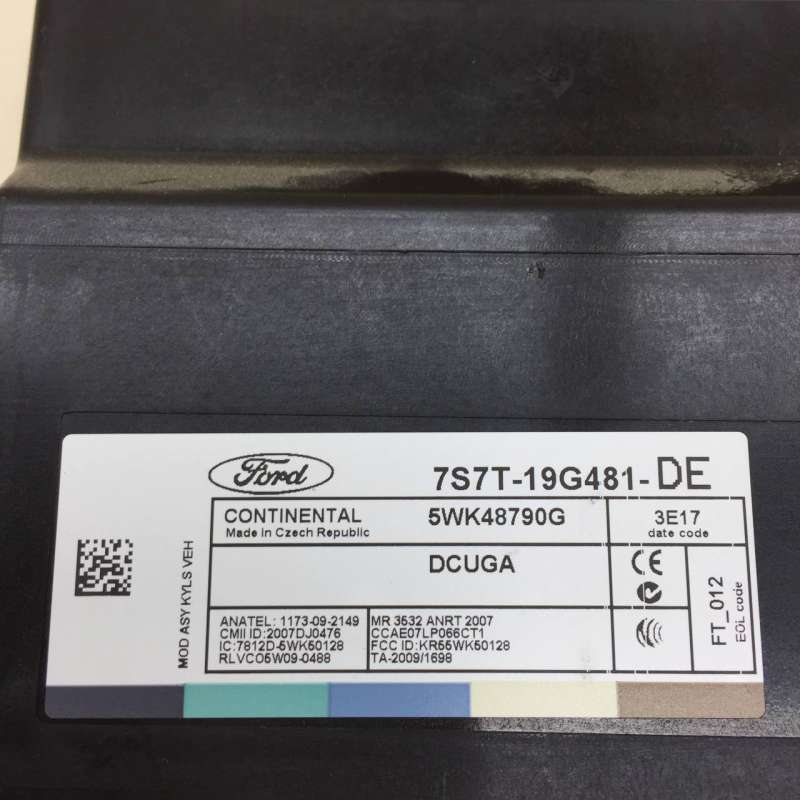 Ford
7S7T-19G481-DE
CONTINENTAL
Made in Czech Republic
5WK48790G
3E17
date code
DCUGA
CE
ANATEL: 1173-09-2149
CMII ID:2007DJ0476
IC:7812D-5WK50128
RLVCO5W09-0488
MR 3532 ANRT 2007
CCAE07LP066CT1
FCC ID:KR55WK50128
TA-2009/1698
FT_012
EOL code
MOD ASY KYLS VEH